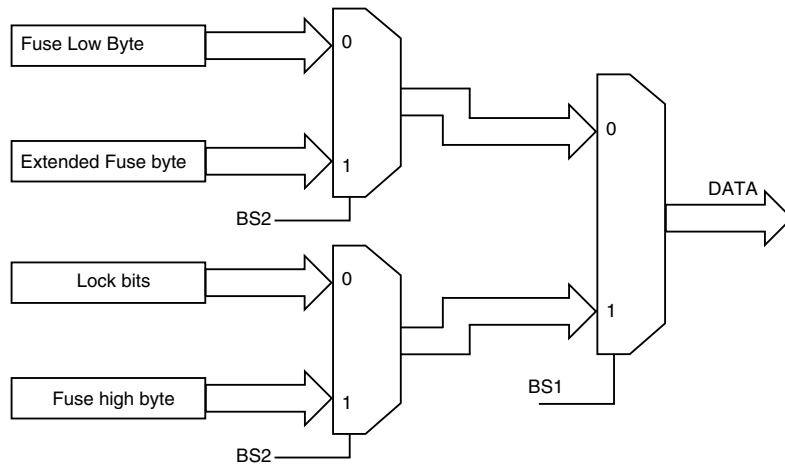 Fuse Low Byte
0
Extended Fuse byte
1
BS2
0
DATA
Lock bits
0
1
Fuse high byte
1
BS1
BS2